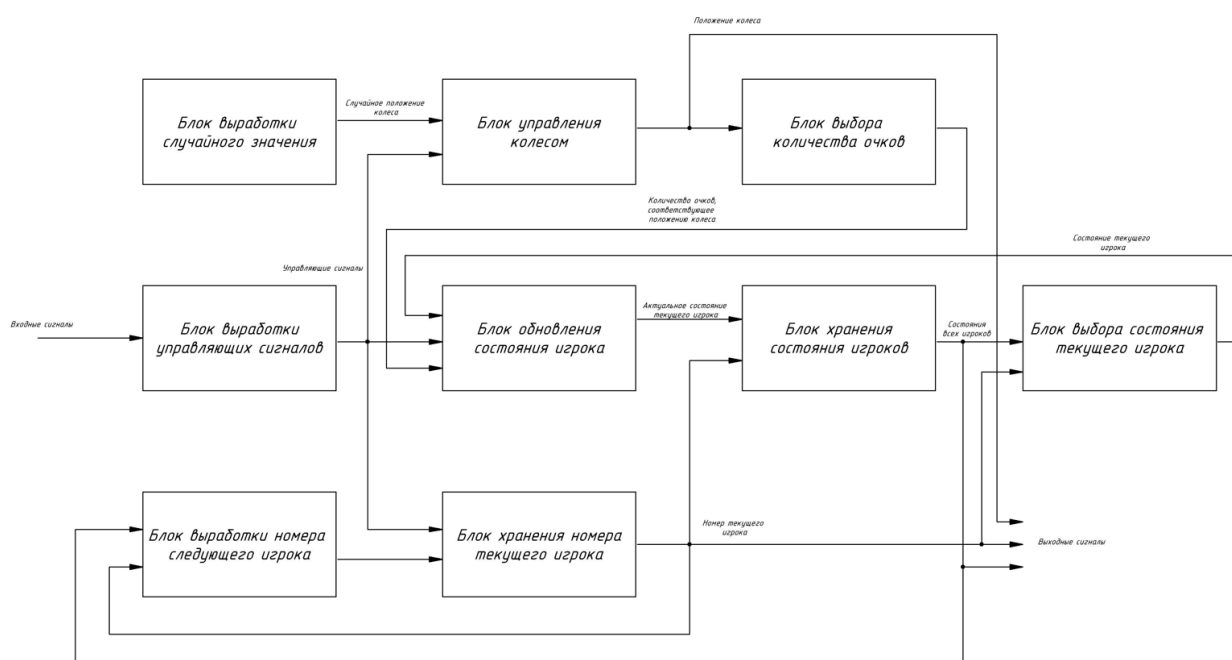 Положение колеса
Блок выработки
случайного значения
Случайное положение
колеса
Блок управления
колесом
Блок выбора
количества очков
Количество очков,
соответствующее
положению колеса
Состояние текущего
игрока
Управляющие сигналы
Входные сигналы
Блок выработки
управляющих сигналов
Блок обновления
состояния игрока
Актуальное состояние
текущего игрока
Блок хранения
состояния игроков
Состояния
всех игроков
Блок выбора состояния
текущего игрока
Блок выработки номера
следующего игрока
Блок хранения номера
текущего игрока
Номер текущего
игрока
Выходные сигналы